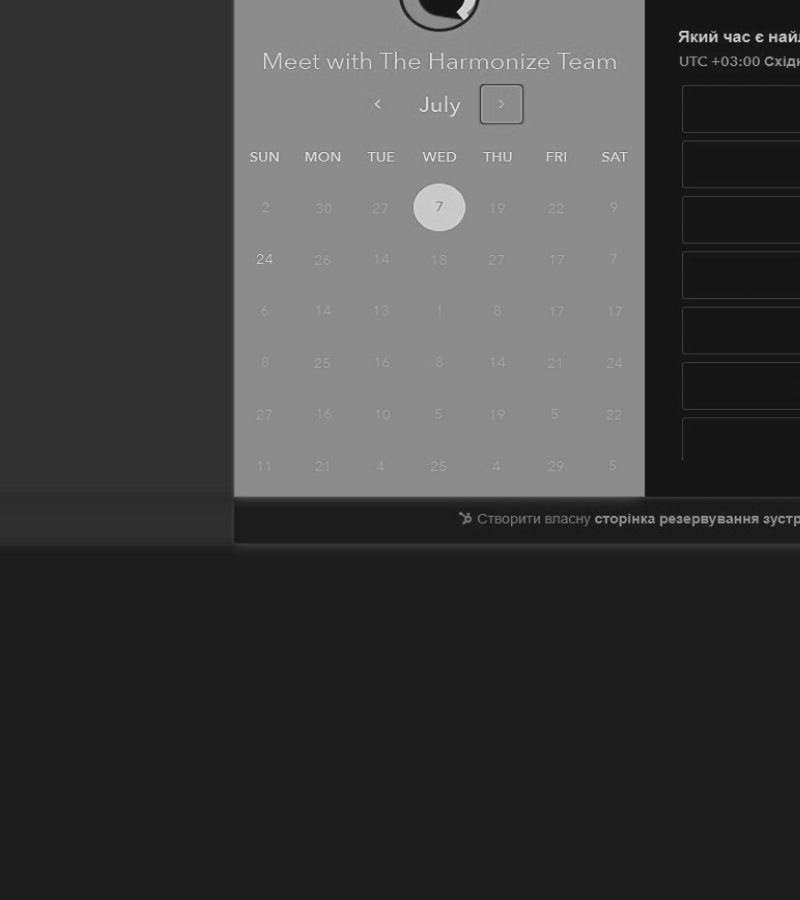 Meet with The Harmonize Team
July
SUN MON TUE WED THU FRI SAT
2 30 27 7 19 22 9
24 26 14 18 27 17 7
6 14 13 1 8 17 17
8 25 16 8 14 21 24
27 16 10 5 19 5 22
11 21 4 25 4 29 5
Який час є
UTC +03:00
Створити власну сторінка резервування